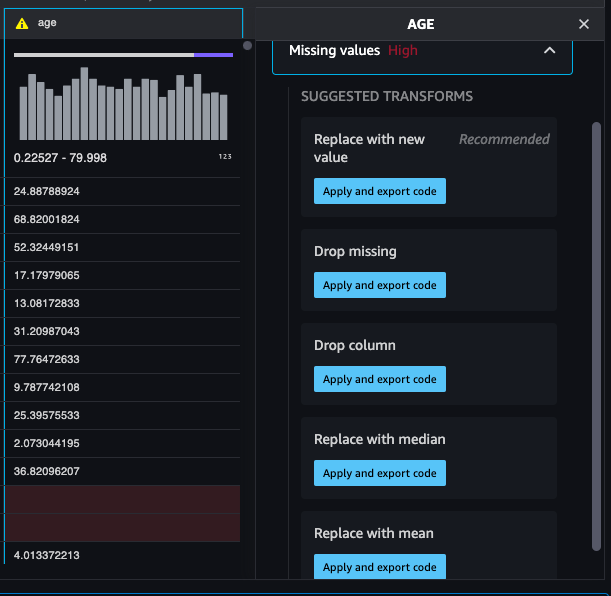 age
0.22527 - 79.998
123
24.88788924
68.82001824
52.32449151
17.17979065
13.08172833
31.20987043
77.76472633
9.787742108
25.39575533
2.073044195
36.82096207
4.013372213
AGE
Missing values High
SUGGESTED TRANSFORMS
Replace with new
value
Recommended
Apply and export code
Drop missing
Apply and export code
Drop column
Apply and export code
Replace with median
Apply and export code
Replace with mean
Apply and export code